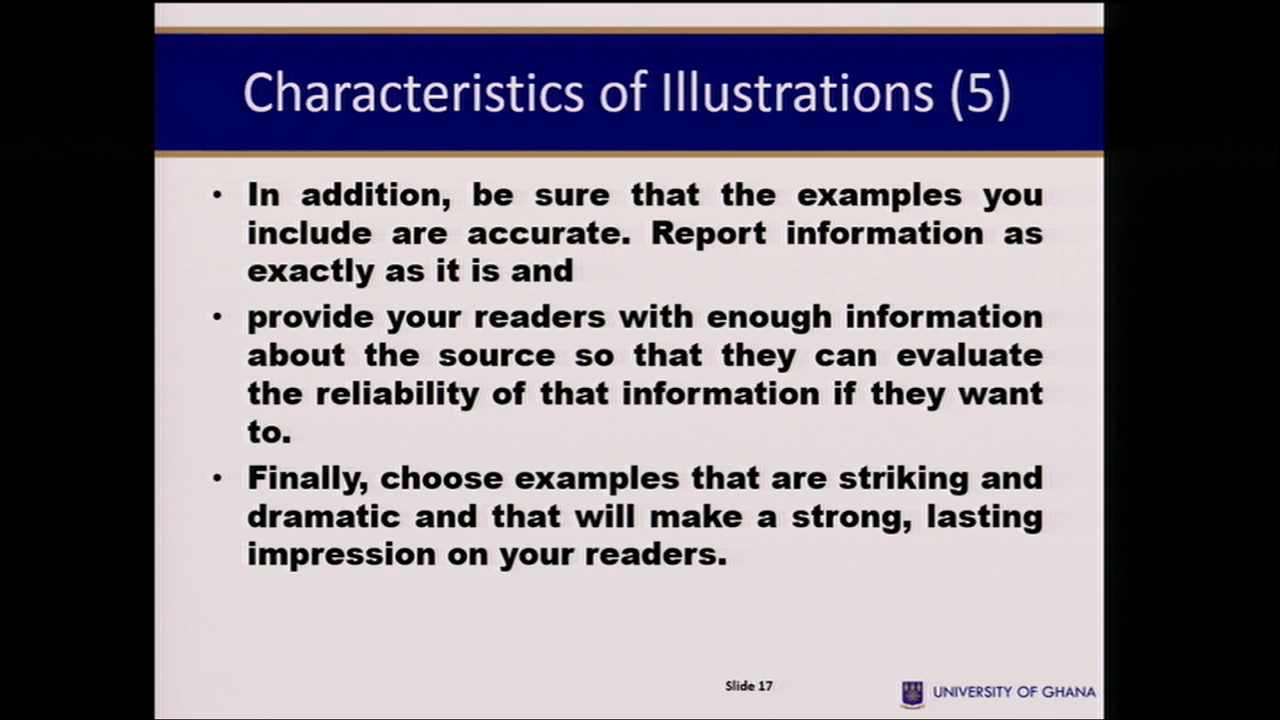 Characteristics of Illustrations (5)
• In addition, be sure that the examples you
include are accurate. Report information as
exactly as it is and
• provide your readers with enough information
about the source so that they can evaluate
the reliability of that information if they want
to.
• Finally, choose examples that are striking and
dramatic and that will make a strong, lasting
impression on your readers.
Slide 17
UNIVERSITY OF GHANA